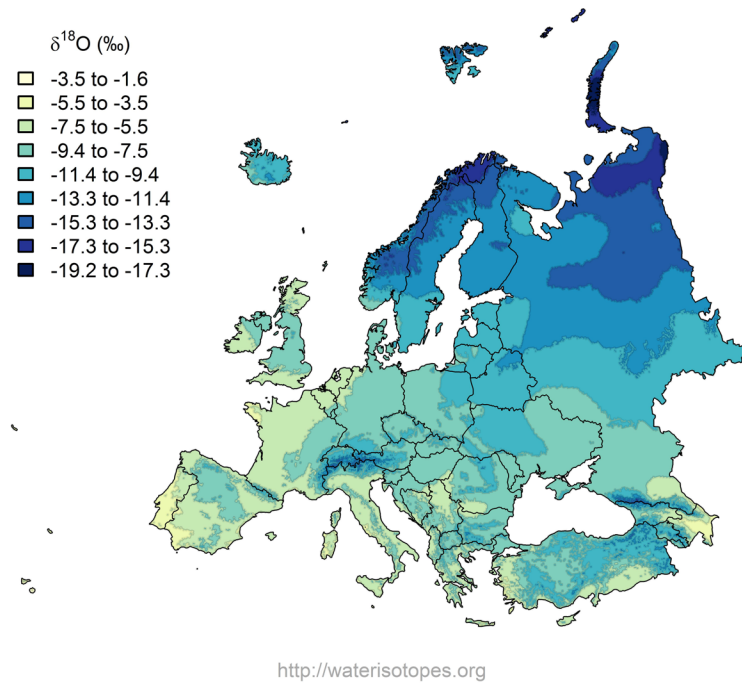 δ¹⁸O (‰)
-3.5 to -1.6
-5.5 to -3.5
-7.5 to -5.5
-9.4 to -7.5
-11.4 to -9.4
-13.3 to -11.4
-15.3 to -13.3
-17.3 to -15.3
-19.2 to -17.3
http://waterisotopes.org